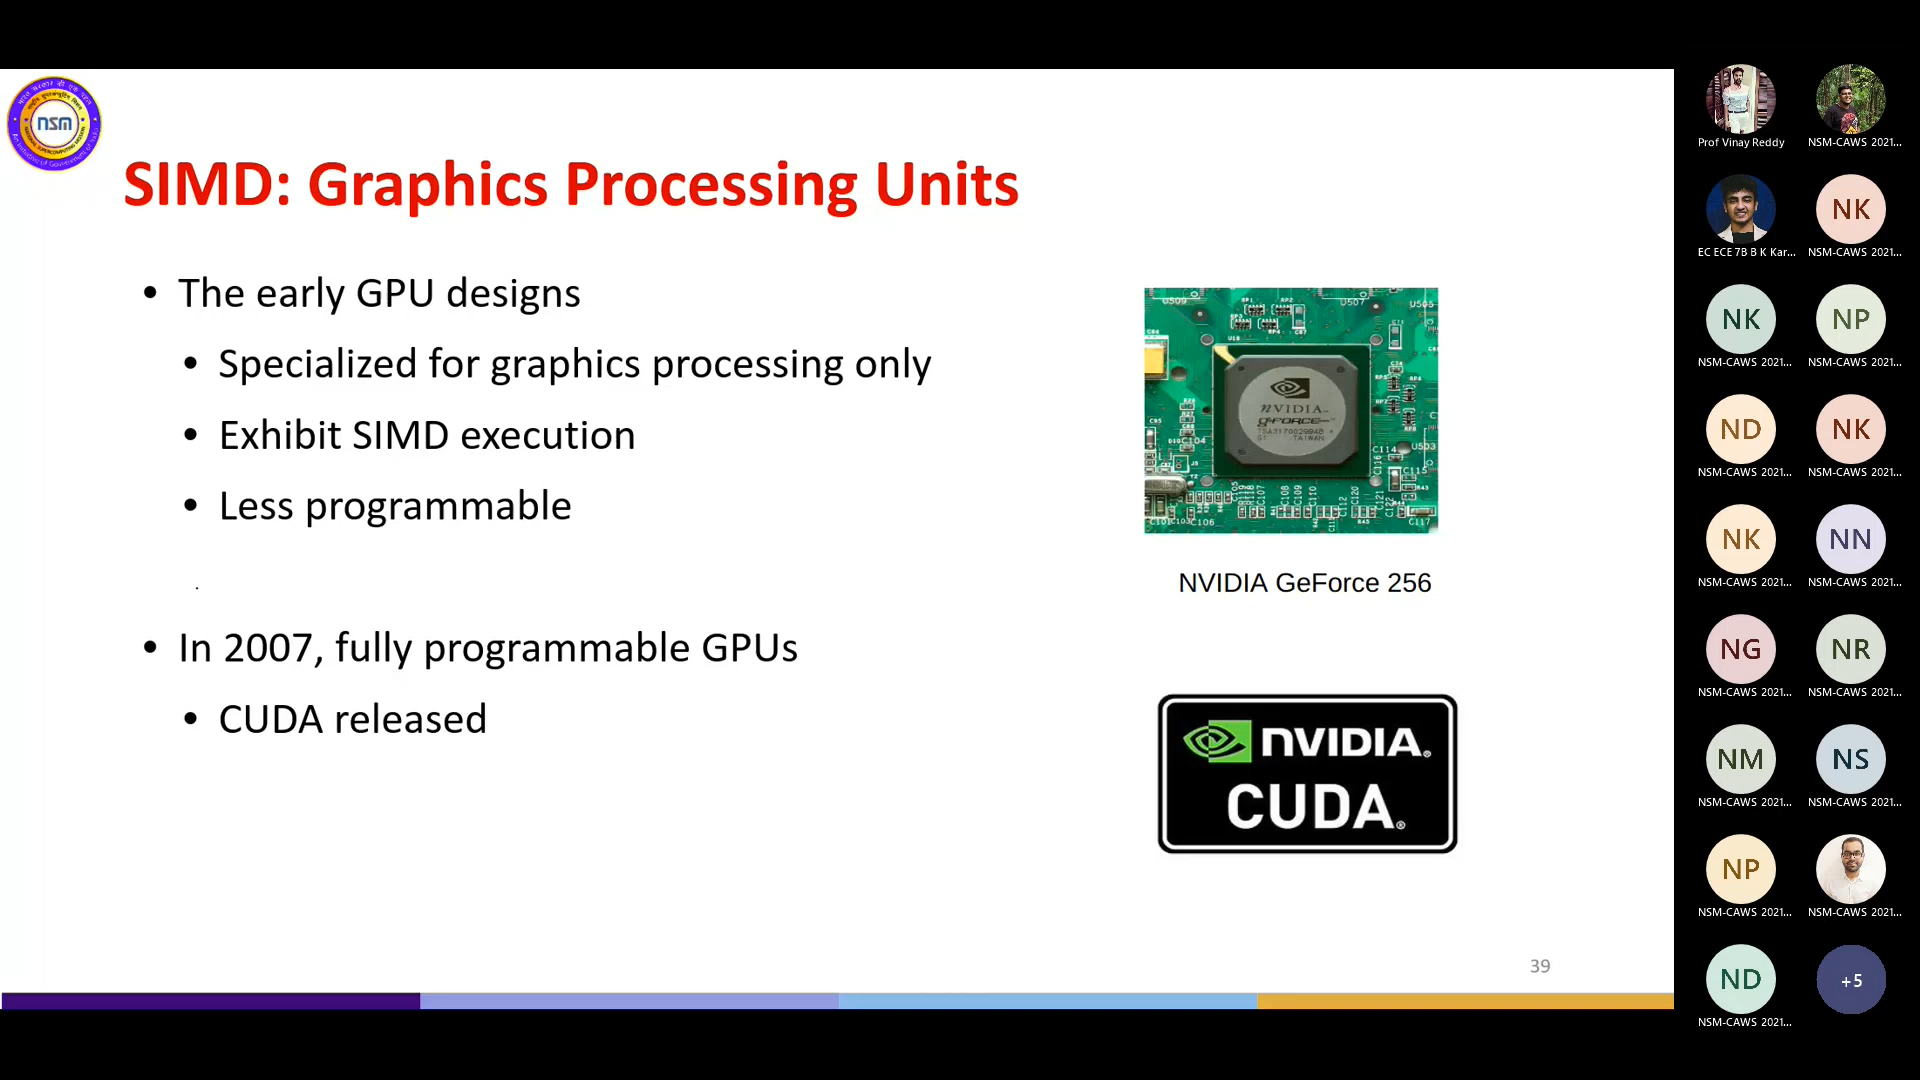 nsm
SIMD: Graphics Processing Units
• The early GPU designs
• Specialized for graphics processing only
• Exhibit SIMD execution
• Less programmable
NVIDIA
GEFORCE
TAIWAN
NVIDIA GeForce 256
• In 2007, fully programmable GPUs
• CUDA released
NVIDIA®
CUDA®
39
Prof Vinay Reddy
NSM-CAWS 2021...
EC ECE 7B B K Kar...
NK
NSM-CAWS 2021...
NK
NSM-CAWS 2021...
NP
NSM-CAWS 2021...
ND
NSM-CAWS 2021...
NK
NSM-CAWS 2021...
NK
NSM-CAWS 2021...
NN
NSM-CAWS 2021...
NG
NSM-CAWS 2021...
NR
NSM-CAWS 2021...
NM
NSM-CAWS 2021...
NS
NSM-CAWS 2021...
NP
NSM-CAWS 2021...
NSM-CAWS 2021...
ND
NSM-CAWS 2021...
+5